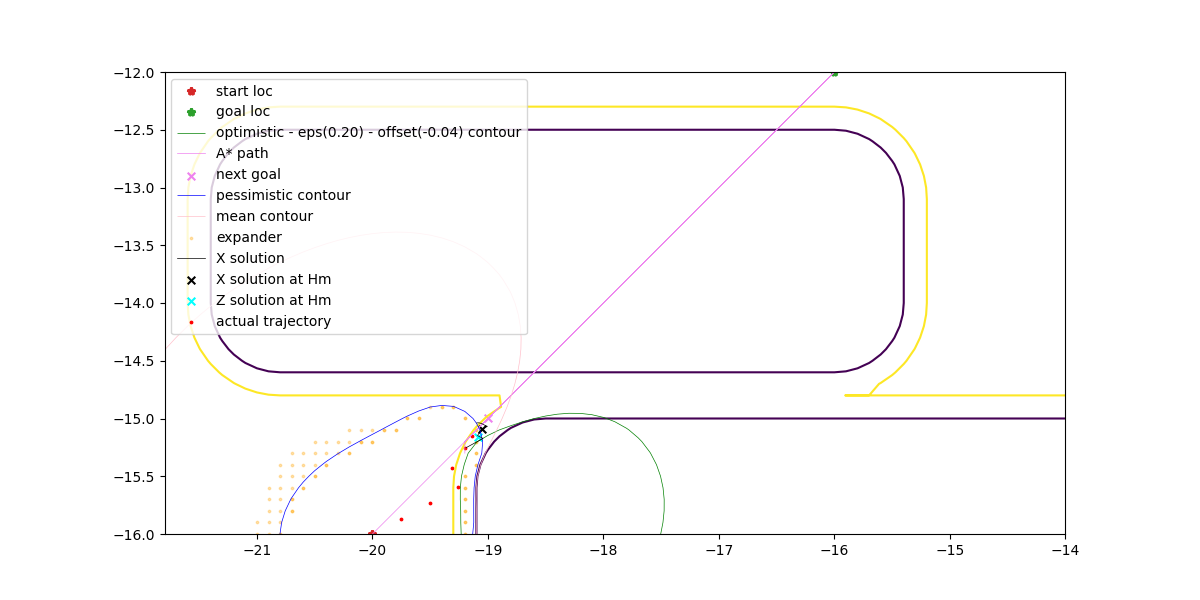 −12.0
−12.5
−13.0
−13.5
−14.0
−14.5
−15.0
−15.5
−16.0
start loc
goal loc
optimistic - eps(0.20) - offset(-0.04) contour
A* path
next goal
pessimistic contour
mean contour
expander
X solution
X solution at Hm
Z solution at Hm
actual trajectory
−21 −20 −19 −18 −17 −16 −15 −14